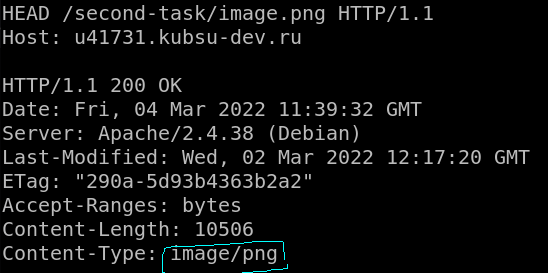 HEAD /second-task/image.png HTTP/1.1
Host: u41731.kubsu-dev.ru
HTTP/1.1 200 OK
Date: Fri, 04 Mar 2022 11:39:32 GMT
Server: Apache/2.4.38 (Debian)
Last-Modified: Wed, 02 Mar 2022 12:17:20 GMT
ETag: "290a-5d93b4363b2a2"
Accept-Ranges: bytes
Content-Length: 10506
Content-Type: image/png